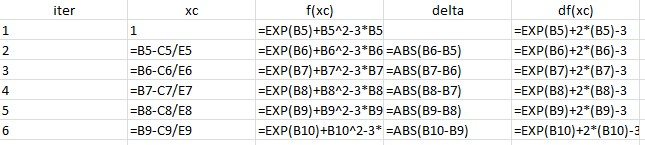 iter xc f(xc) delta df(xc)
1 1 =EXP(B5)+B5^2-3*B5 =EXP(B5)+2*(B5)-3
2 =B5-C5/E5 =EXP(B6)+B6^2-3*B6 =ABS(B6-B5) =EXP(B6)+2*(B6)-3
3 =B6-C6/E6 =EXP(B7)+B7^2-3*B7 =ABS(B7-B6) =EXP(B7)+2*(B7)-3
4 =B7-C7/E7 =EXP(B8)+B8^2-3*B8 =ABS(B8-B7) =EXP(B8)+2*(B8)-3
5 =B8-C8/E8 =EXP(B9)+B9^2-3*B9 =ABS(B9-B8) =EXP(B9)+2*(B9)-3
6 =B9-C9/E9 =EXP(B10)+B10^2-3* =ABS(B10-B9) =EXP(B10)+2*(B10)-3